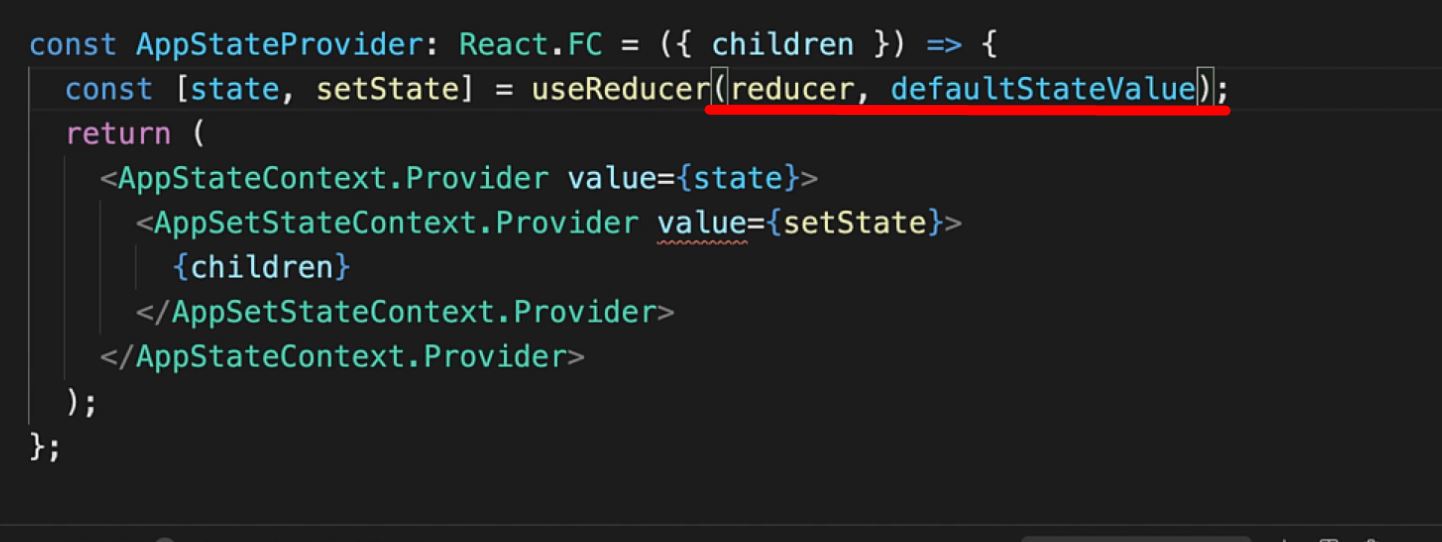 const AppStateProvider: React.FC = ({ children }) => {
const [state, setState] = useReducer(reducer, defaultStateValue);
return (
<AppStateContext.Provider value={state}>
<AppSetStateContext.Provider value={setState}>
{children}
</AppSetStateContext.Provider>
</AppStateContext.Provider>
);
};